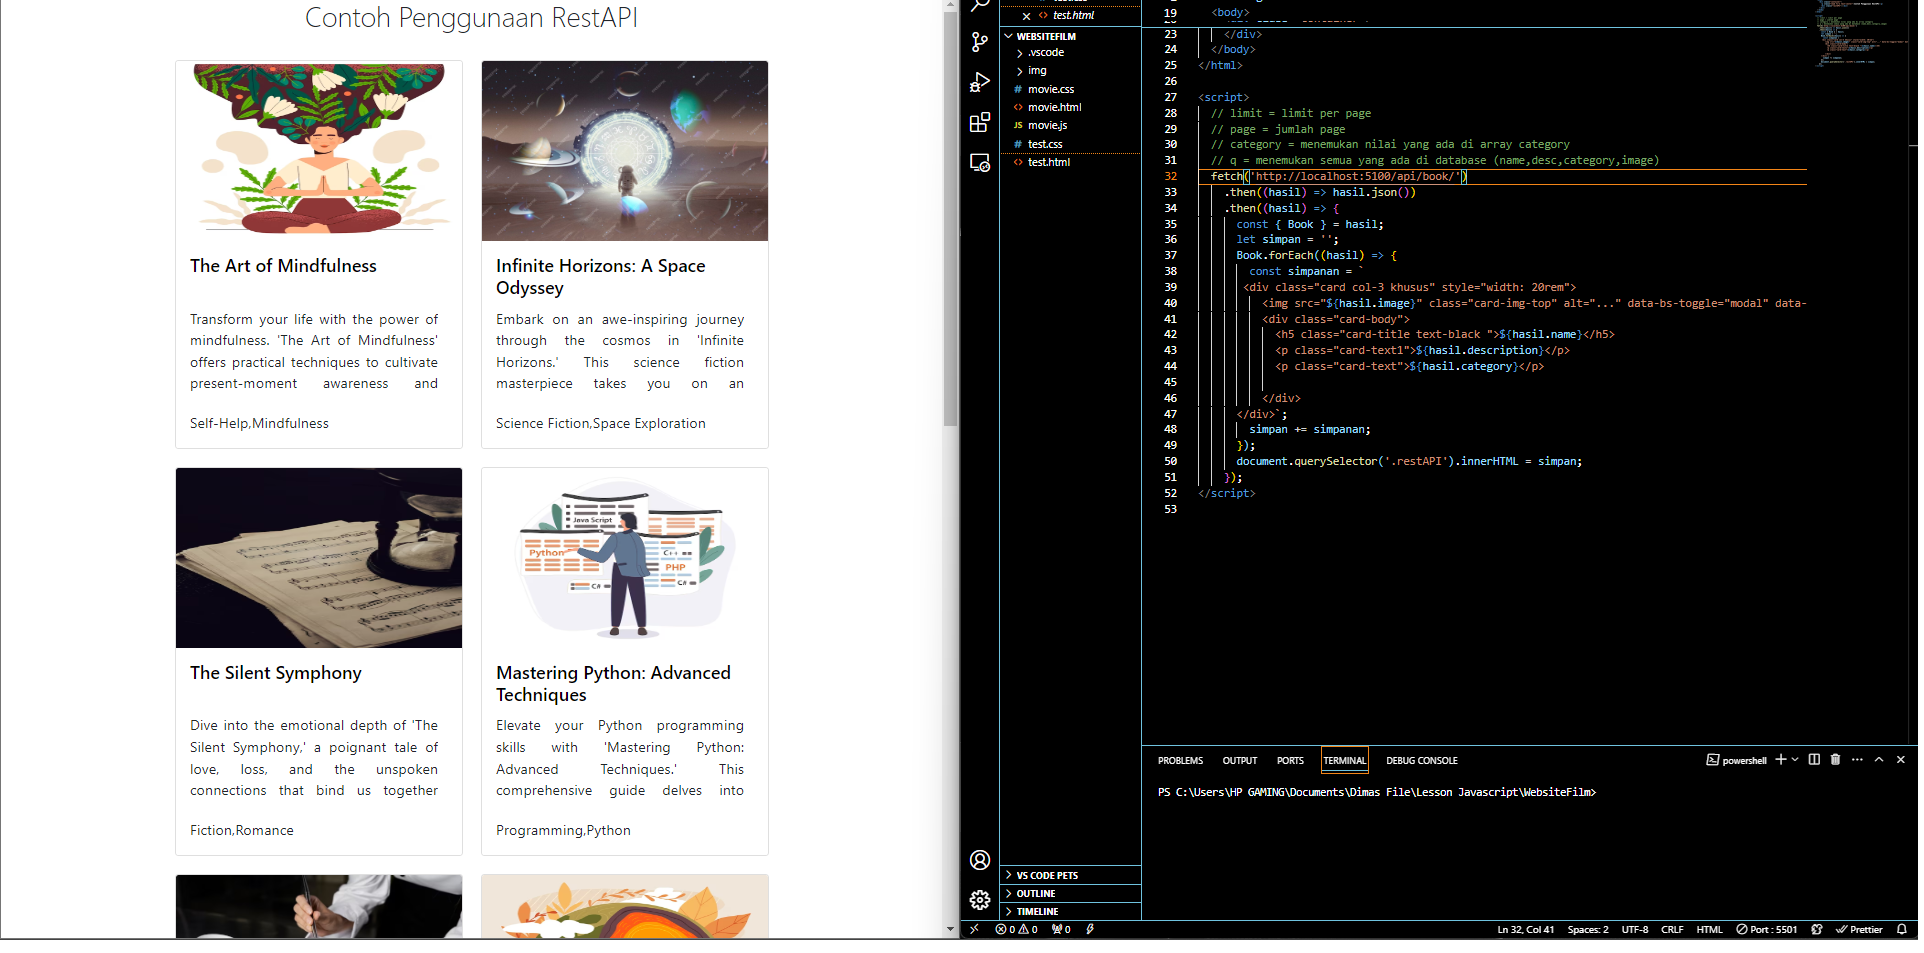 Contoh Penggunaan RestAPI
The Art of Mindfulness
Transform your life with the power of
mindfulness. 'The Art of Mindfulness'
offers practical techniques to cultivate
present-moment awareness and
Self-Help,Mindfulness
Infinite Horizons: A Space
Odyssey
Embark on an awe-inspiring journey
through the cosmos in 'Infinite
Horizons.' This science fiction
masterpiece takes you on an
Science Fiction,Space Exploration
The Silent Symphony
Dive into the emotional depth of 'The
Silent Symphony,' a poignant tale of
love, loss, and the unspoken
connections that bind us together
Fiction,Romance
Java Script
Python
C++
PHP
C#
C#
Mastering Python: Advanced
Techniques
Elevate your Python programming
skills with 'Mastering Python:
Advanced Techniques.' This
comprehensive guide delves into
Programming,Python
test.html
WEBSITEFILM
.vscode
img
# movie.css
<> movie.html
JS movie.js
# test.css
<> test.html
VS CODE PETS
OUTLINE
TIMELINE
19 <body>
23 </div>
24 </body>
25 </html>
26
27 <script>
28 // limit = limit per page
29 // page = jumlah page
30 // category = menemukan nilai yang ada di array category
31 // q = menemukan semua yang ada di database (name,desc,category,image)
32 fetch('http://localhost:5100/api/book/')
33 .then((hasil) => hasil.json())
34 .then((hasil) => {
35 const { Book } = hasil;
36 let simpan = '';
37 Book.forEach((hasil) => {
38 const simpanan = `
39 <div class="card col-3 khusus" style="width: 20rem">
40 <img src="${hasil.image}" class="card-img-top" alt="..." data-bs-toggle="modal" data-
41 <div class="card-body">
42 <h5 class="card-title text-black ">${hasil.name}</h5>
43 <p class="card-text1">${hasil.description}</p>
44 <p class="card-text">${hasil.category}</p>
45
46 </div>
47 </div>`;
48 simpan += simpanan;
49 });
50 document.querySelector('.restAPI').innerHTML = simpan;
51 });
52 </script>
53
PROBLEMS OUTPUT PORTS TERMINAL DEBUG CONSOLE powershell
PS C:\Users\HP GAMING\Documents\Dimas File\Lesson Javascript\WebsiteFilm>
0 0 0 Ln 32, Col 41 Spaces: 2 UTF-8 CRLF HTML Port : 5501 Prettier